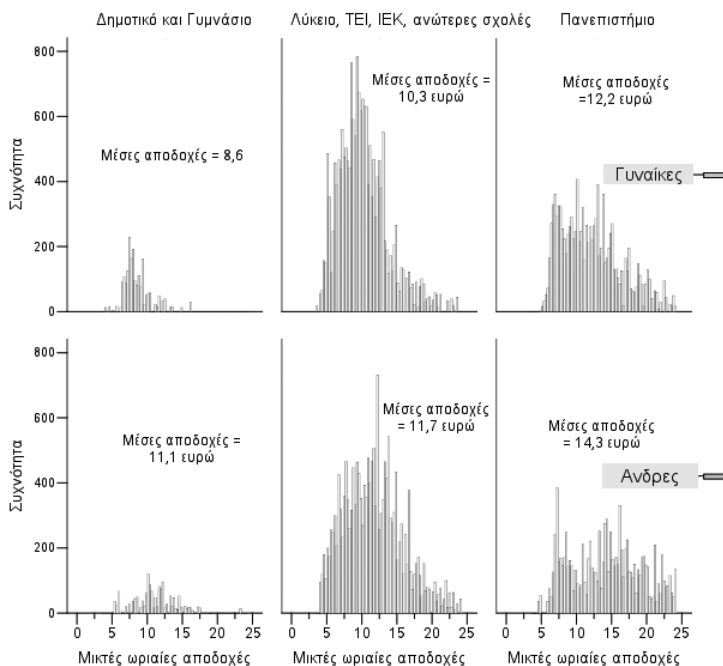 Δημοτικό και Γυμνάσιο
Λύκειο, ΤΕΙ, ΙΕΚ, ανώτερες σχολές
Πανεπιστήμιο
Συχνότητα
800
600
400
200
0
Μέσες αποδοχές = 8,6
Μέσες αποδοχές =
10,3 ευρώ
Μέσες αποδοχές
=12,2 ευρώ
Γυναίκες
Συχνότητα
800
600
400
200
0
Μέσες αποδοχές =
11,1 ευρώ
Μέσες αποδοχές
= 11,7 ευρώ
Μέσες αποδοχές
= 14,3 ευρώ
Ανδρες
0 5 10 15 20 25
0 5 10 15 20 25
0 5 10 15 20 25
Μικτές ωριαίες αποδοχές
Μικτές ωριαίες αποδοχές
Μικτές ωριαίες αποδοχές